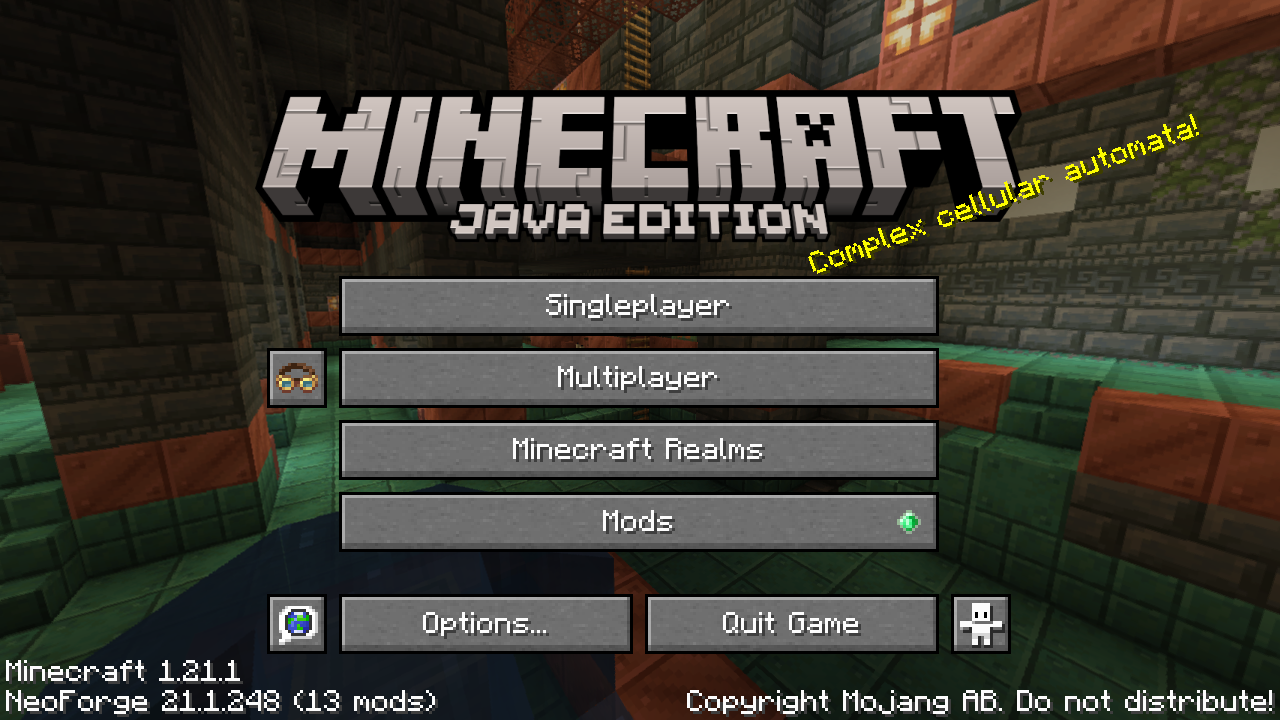 MINECRAFT
JAVA EDITION
Complex cellular automata!
Singleplayer
Multiplayer
Minecraft Realms
Mods
Options...
Quit Game
Minecraft 1.21.1
NeoForge 21.1.248 (13 mods)
Copyright Mojang AB. Do not distribute!